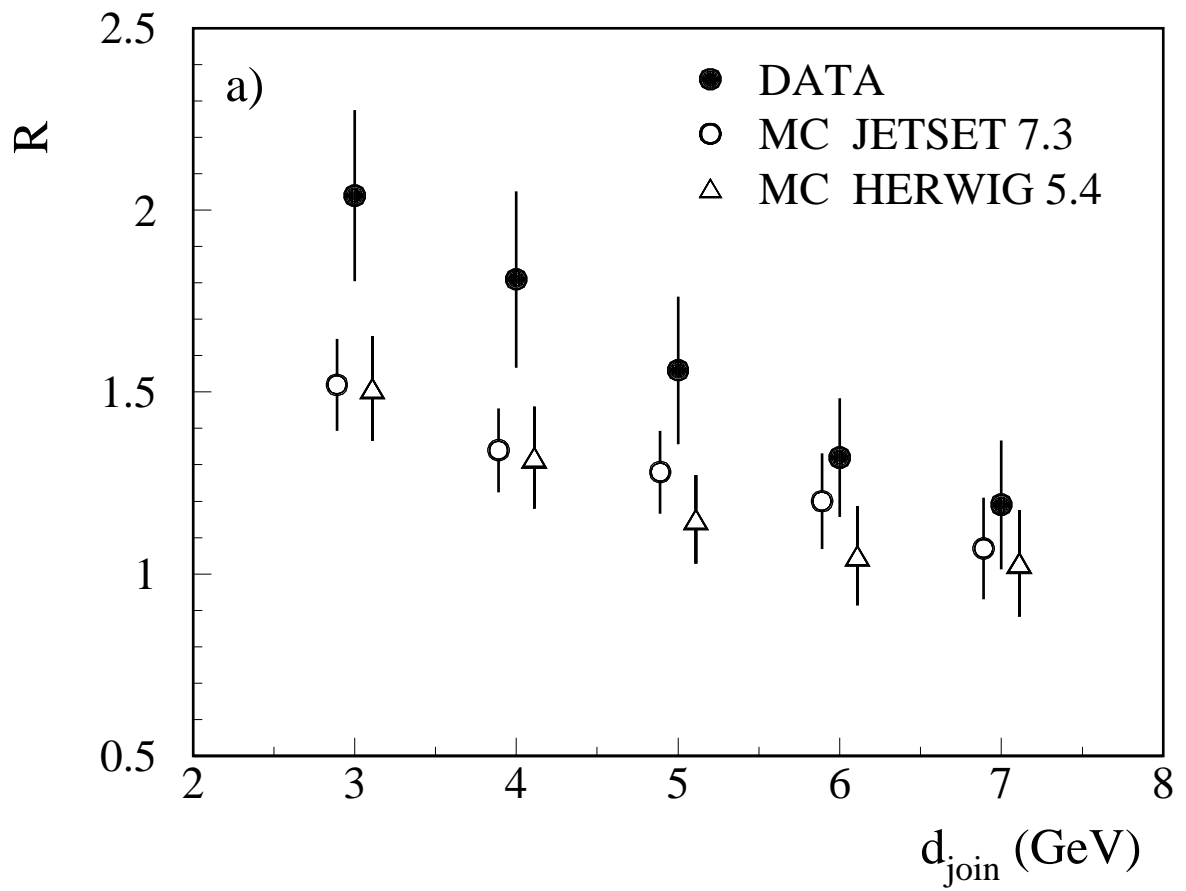 2.5
a)
DATA
R
MC JETSET 7.3
MC HERWIG 5.4
2
1.5
1
0.5
2 3 4 5 6 7 8
d_join (GeV)